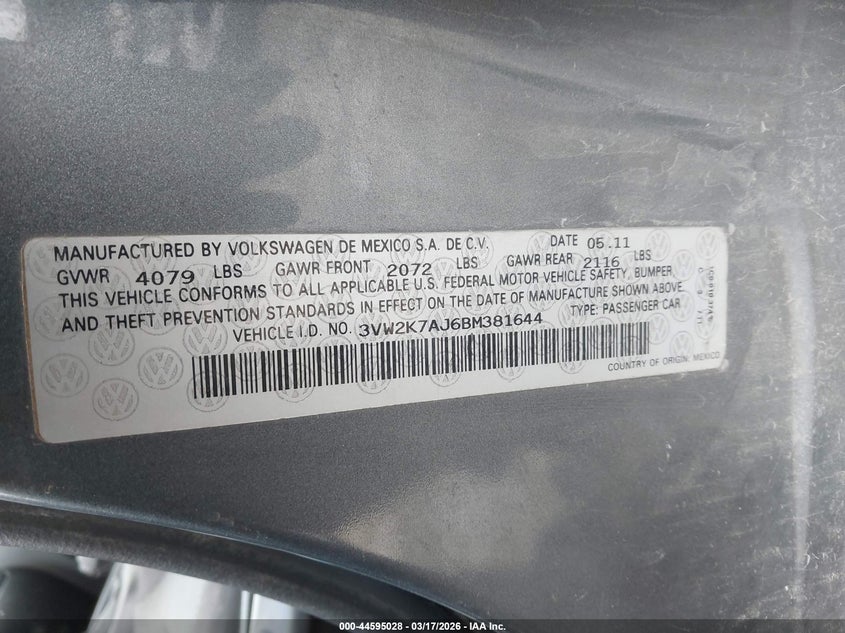 MANUFACTURED BY VOLKSWAGEN DE MEXICO S.A. DE C.V. DATE 05.11
GVWR 4079 LBS GAWR FRONT 2072 LBS GAWR REAR 2116 LBS
THIS VEHICLE CONFORMS TO ALL APPLICABLE U.S. FEDERAL MOTOR VEHICLE SAFETY, BUMPER
AND THEFT PREVENTION STANDARDS IN EFFECT ON THE DATE OF MANUFACTURE SHOWN ABOVE.
VEHICLE I.D. NO. 3VW2K7AJ6BM381644 TYPE: PASSENGER CAR
COUNTRY OF ORIGIN: MEXICO
000-44595028 - 03/17/2026 - IAA Inc.